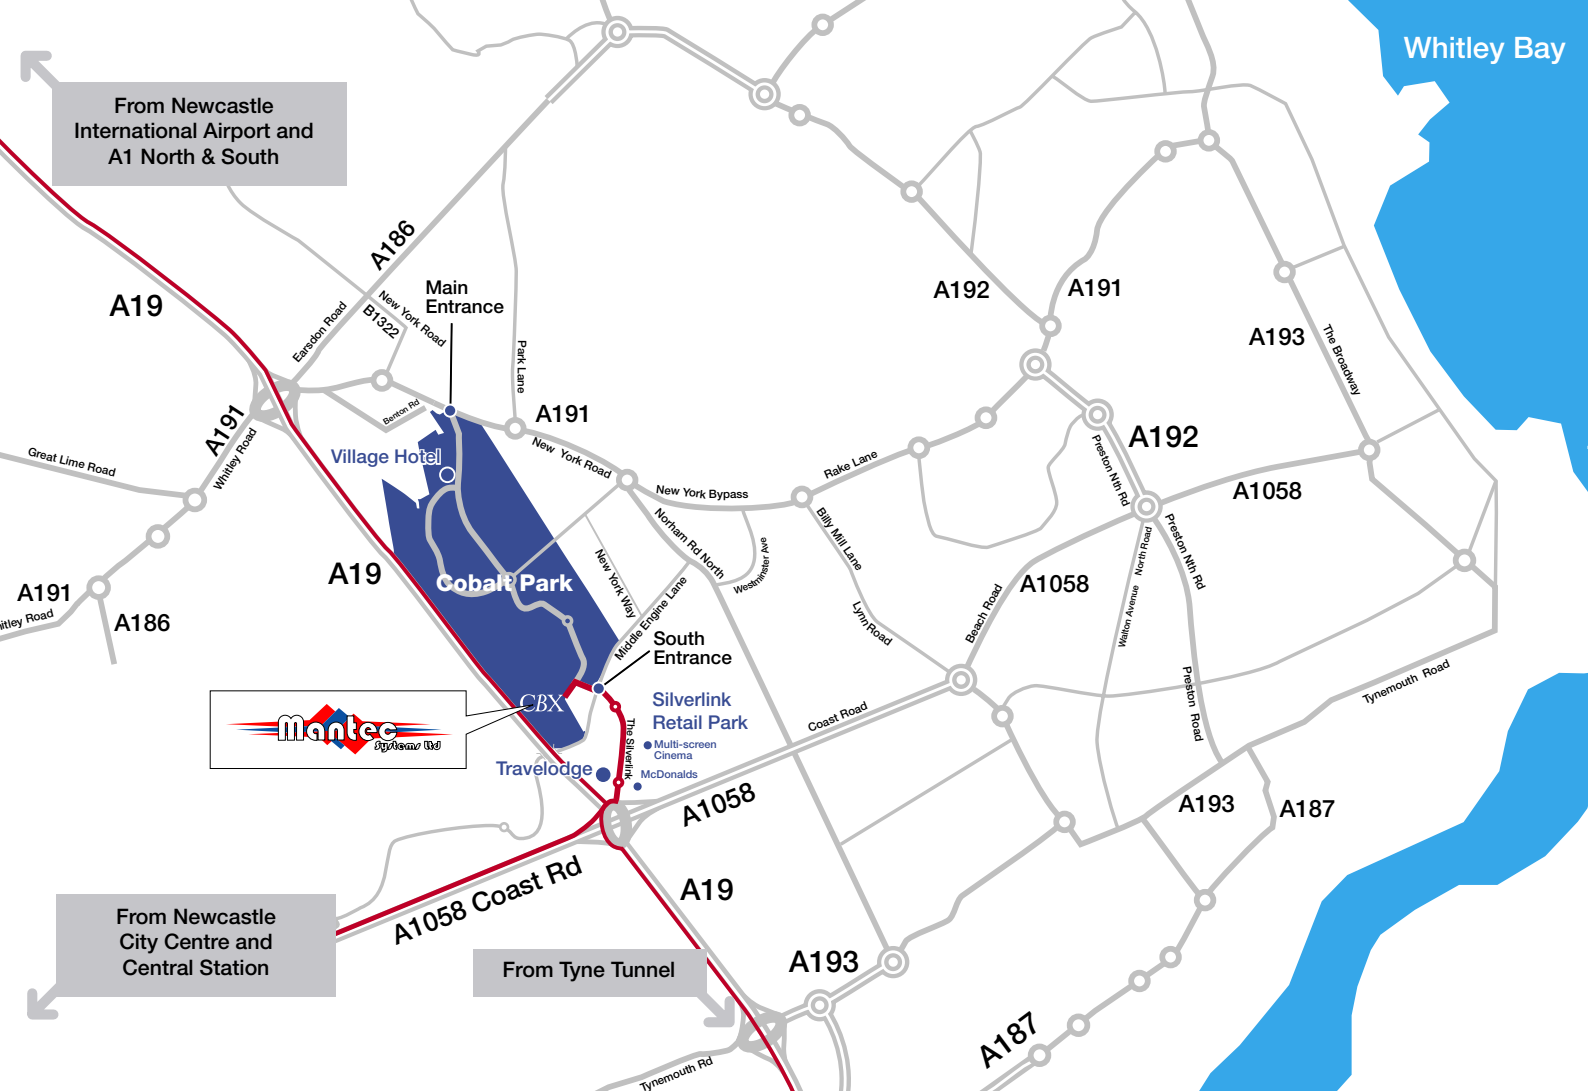 Whitley Bay
From Newcastle
International Airport and
A1 North & South
A186
A19
Main
Entrance
New York Road
B1322
Earsdon Road
Park Lane
A192
A191
A193
The Broadway
Benton Rd
A191
A191
Whitley Road
Great Lime Road
Village Hotel
New York Road
New York Bypass
Rake Lane
A192
Preston Nth Rd
A1058
Billy Mill Lane
Norham Rd North
Westminster Ave
New York Way
Middle Engine Lane
North Road
Walton Avenue
Preston Nth Rd
A19
Cobalt Park
A1058
Beach Road
Lynn Road
A191
itley Road
A186
South
Entrance
CBX
Silverlink
Retail Park
Mantec
Systems Ltd
The Silverlink
Multi-screen
Cinema
McDonalds
Travelodge
Coast Road
Preston Road
Tynemouth Road
A1058
A193
A187
A1058 Coast Rd
A19
From Newcastle
City Centre and
Central Station
From Tyne Tunnel
A193
A187
Tynemouth Rd